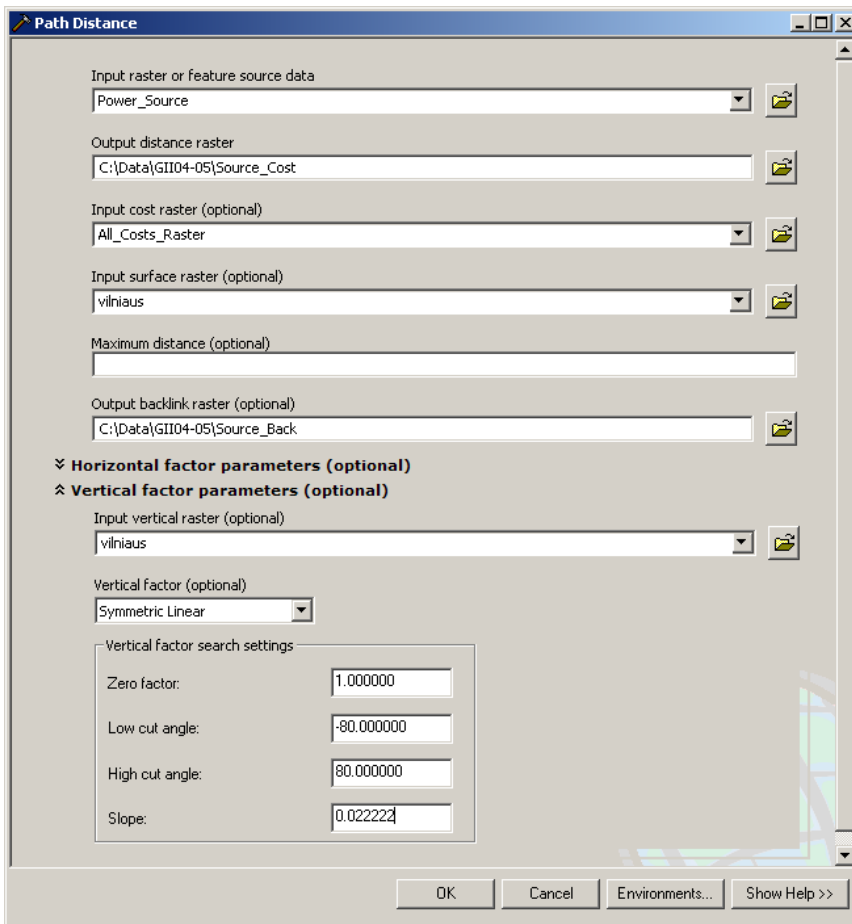 Path Distance
Input raster or feature source data
Power_Source
Output distance raster
C:\Data\GII04-05\Source_Cost
Input cost raster (optional)
All_Costs_Raster
Input surface raster (optional)
vilniaus
Maximum distance (optional)
Output backlink raster (optional)
C:\Data\GII04-05\Source_Back
Horizontal factor parameters (optional)
Vertical factor parameters (optional)
Input vertical raster (optional)
vilniaus
Vertical factor (optional)
Symmetric Linear
Vertical factor search settings
Zero factor: 1.000000
Low cut angle: -80.000000
High cut angle: 80.000000
Slope: 0.022222
OK Cancel Environments... Show Help >>